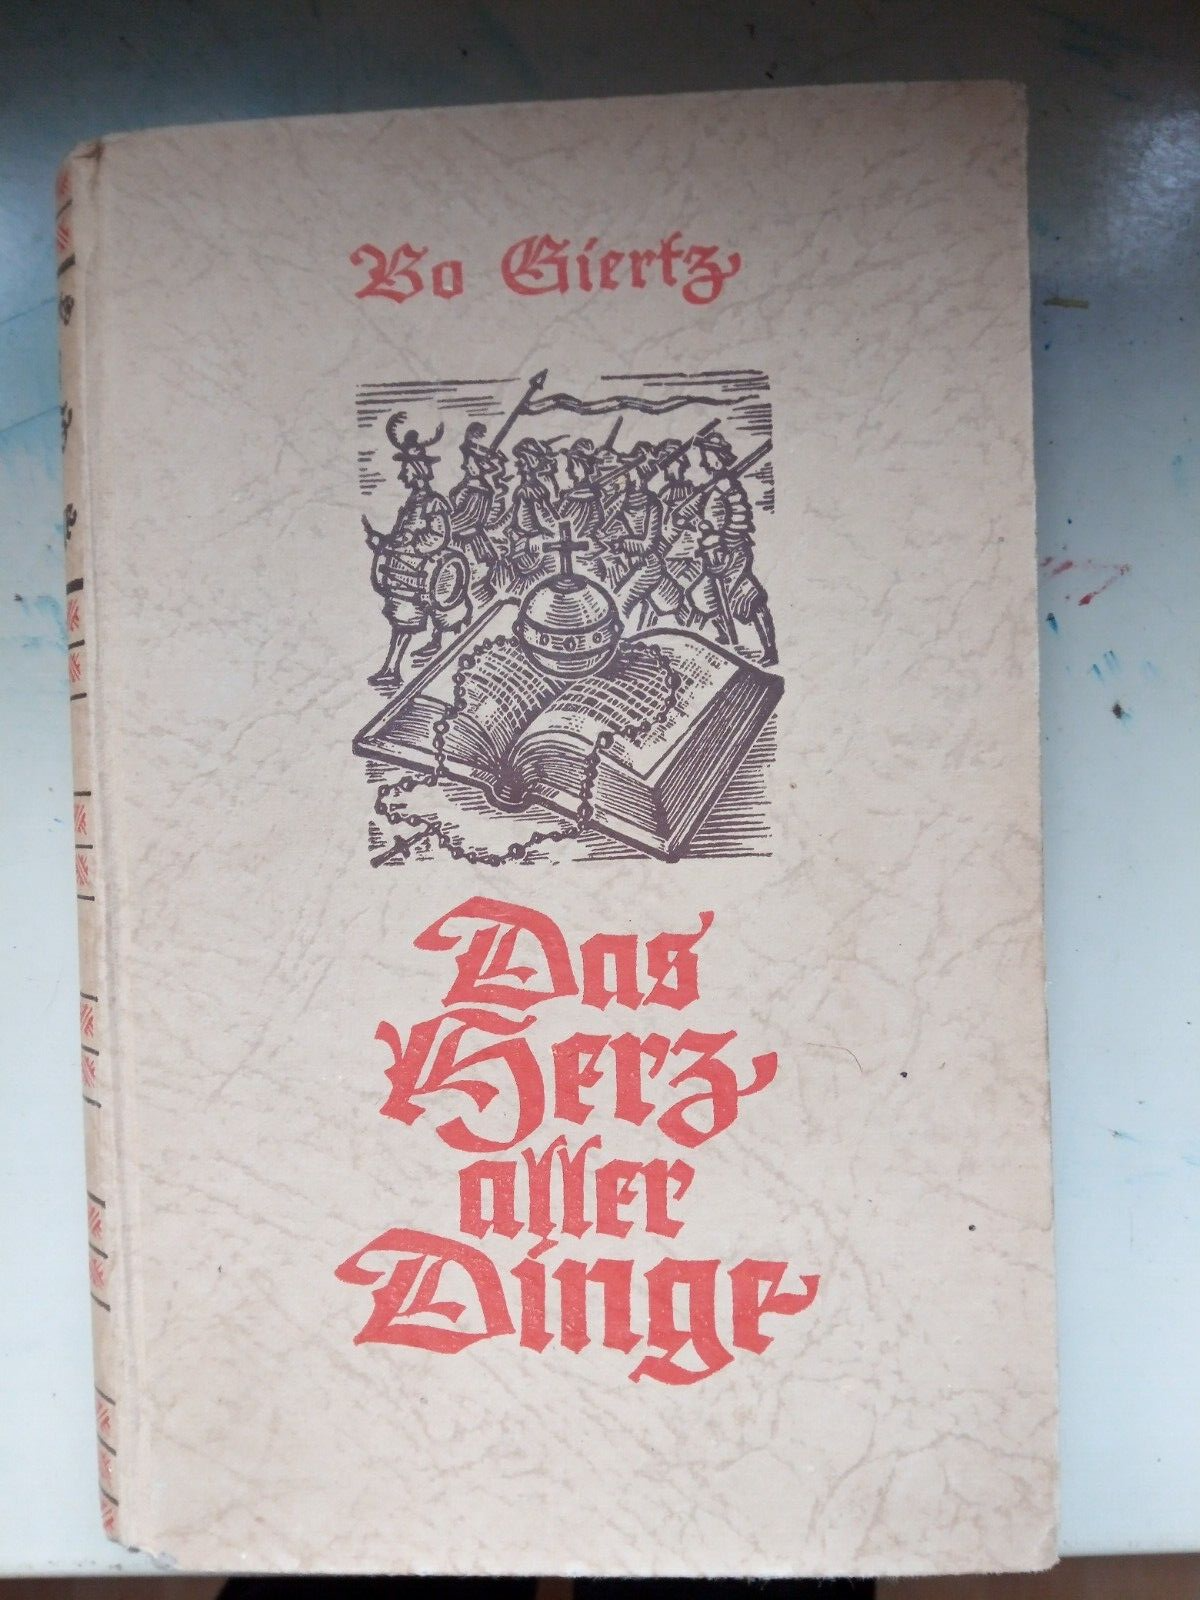 Bo Giertz
Das
Herz
aller
Dinge